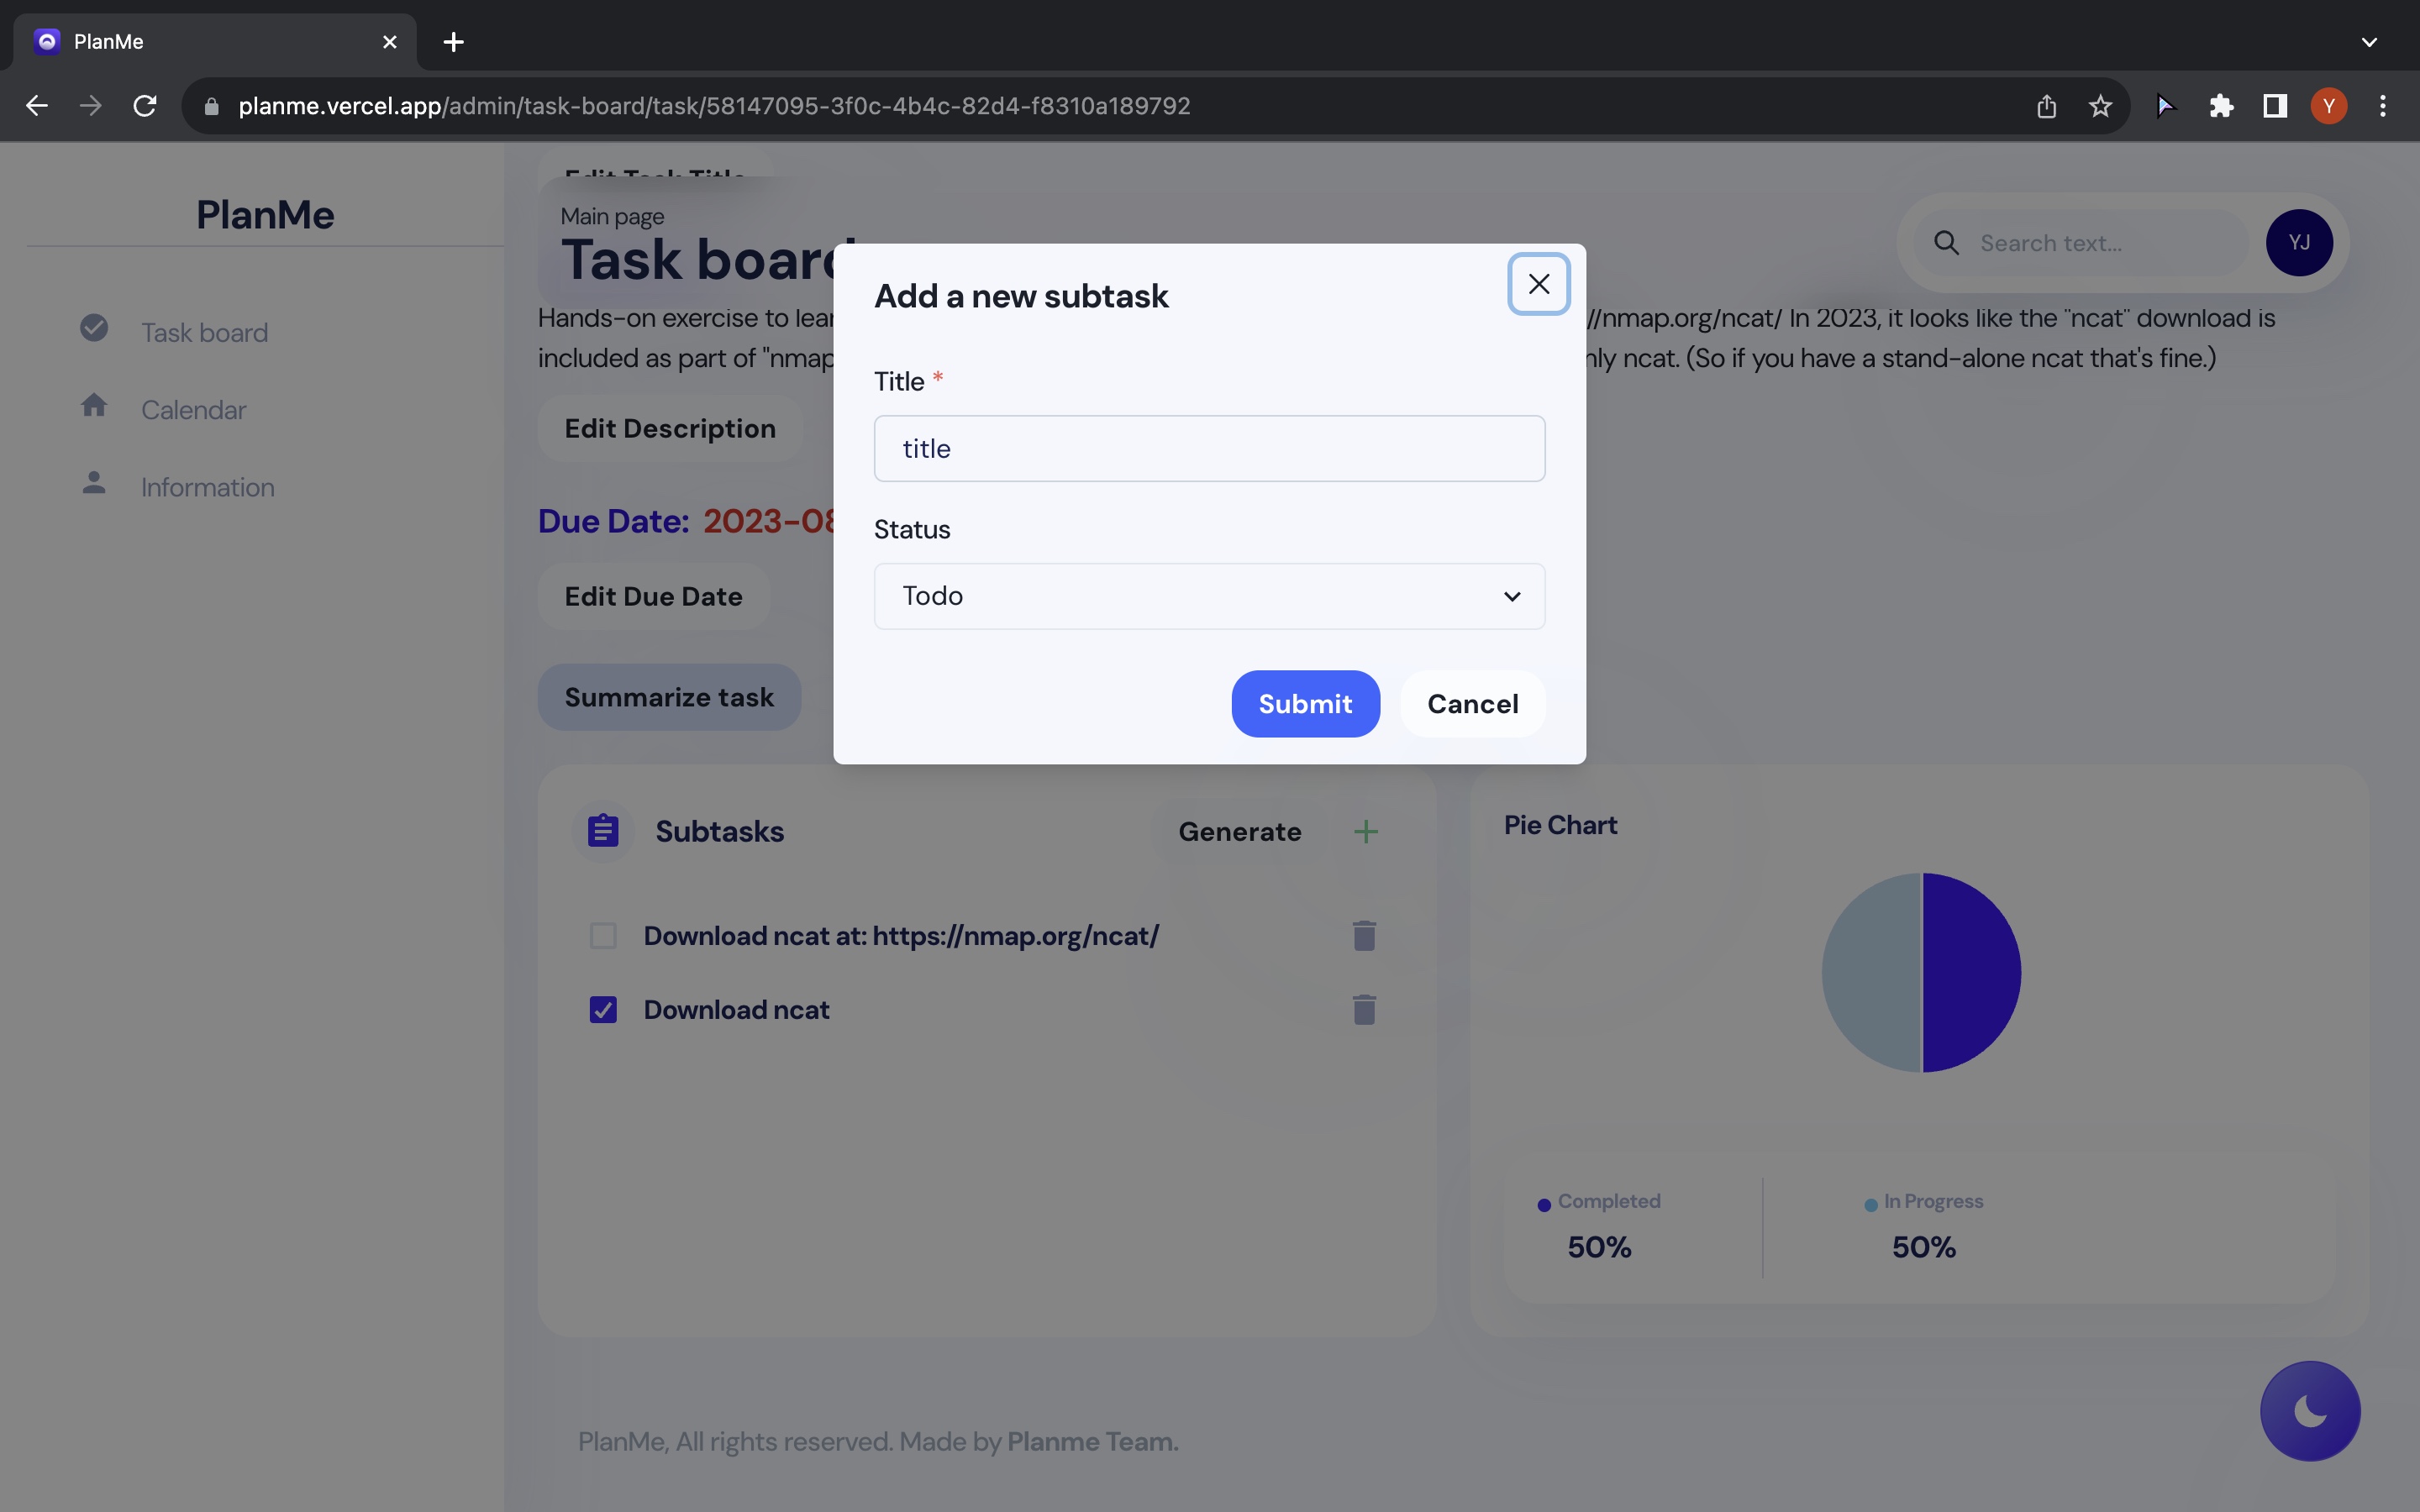 PlanMe
planme.vercel.app/admin/task-board/task/58147095-3f0c-4b4c-82d4-f8310a189792
Y
PlanMe
Task board
Calendar
Information
Edit Task Title
Main page
Task board
Search text...
YJ
Hands-on exercise to lear
//nmap.org/ncat/ In 2023, it looks like the "ncat" download is
included as part of "nmap
nly ncat. (So if you have a stand-alone ncat that's fine.)
Edit Description
Due Date: 2023-08
Edit Due Date
Summarize task
Add a new subtask
Title *
title
Status
Todo
Submit
Cancel
Subtasks
Generate
Download ncat at: https://nmap.org/ncat/
Download ncat
Pie Chart
Completed
50%
In Progress
50%
PlanMe, All rights reserved. Made by Planme Team.